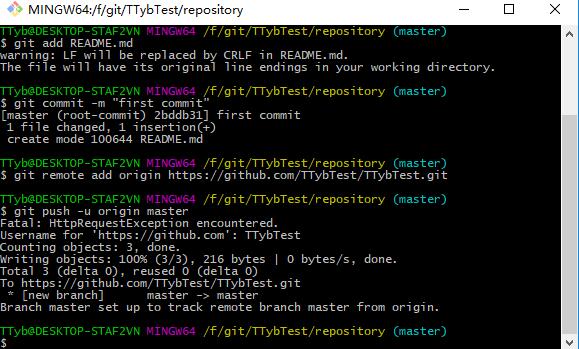 MINGW64:/f/git/TTybTest/repository
TTyb@DESKTOP-STAF2VN MINGW64 /f/git/TTybTest/repository (master)
$ git add README.md
warning: LF will be replaced by CRLF in README.md.
The file will have its original line endings in your working directory.
TTyb@DESKTOP-STAF2VN MINGW64 /f/git/TTybTest/repository (master)
$ git commit -m "first commit"
[master (root-commit) 2bddb31] first commit
 1 file changed, 1 insertion(+)
 create mode 100644 README.md
TTyb@DESKTOP-STAF2VN MINGW64 /f/git/TTybTest/repository (master)
$ git remote add origin https://github.com/TTybTest/TTybTest.git
TTyb@DESKTOP-STAF2VN MINGW64 /f/git/TTybTest/repository (master)
$ git push -u origin master
Fatal: HttpRequestException encountered.
Username for 'https://github.com': TTybTest
Counting objects: 3, done.
Writing objects: 100% (3/3), 216 bytes | 0 bytes/s, done.
Total 3 (delta 0), reused 0 (delta 0)
To https://github.com/TTybTest/TTybTest.git
 * [new branch]      master -> master
Branch master set up to track remote branch master from origin.
TTyb@DESKTOP-STAF2VN MINGW64 /f/git/TTybTest/repository (master)
$